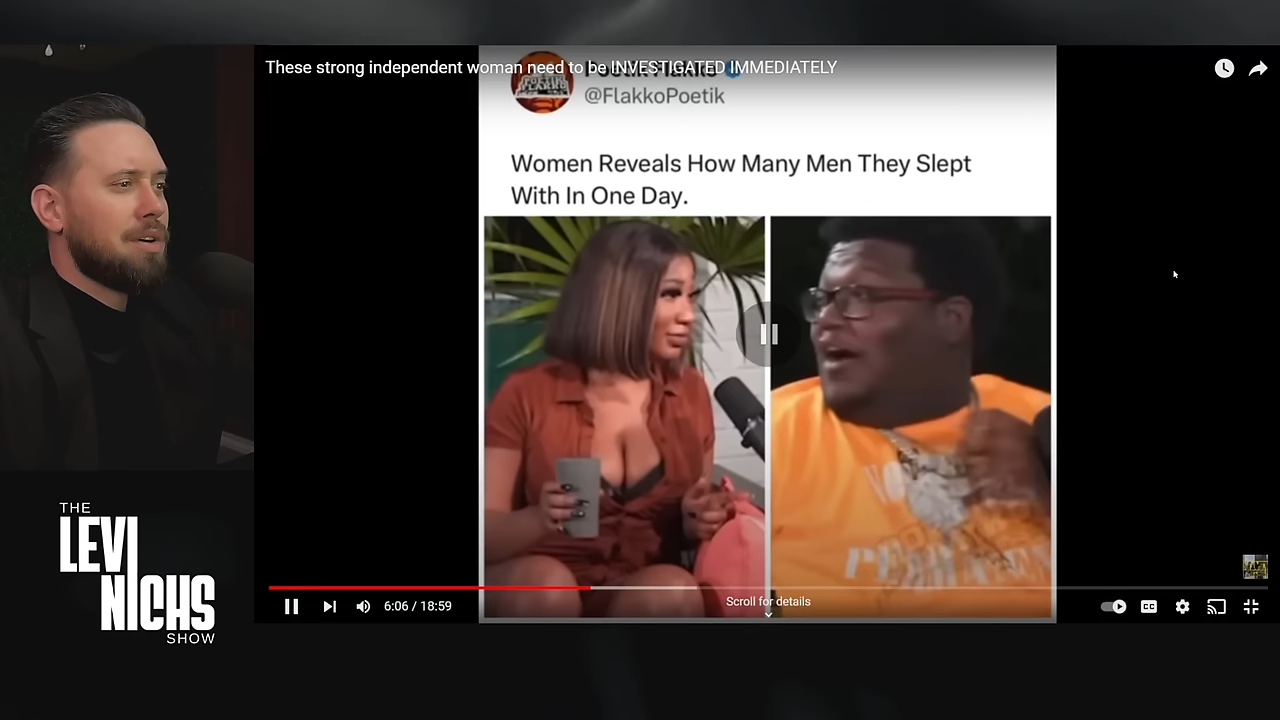 These strong independent woman need to be INVESTIGATED IMMEDIATELY
@FlakkoPoetik
Women Reveals How Many Men They Slept
With In One Day.
THE
LEVI
NICHS
SHOW
6:06 / 18:59
Scroll for details
CC